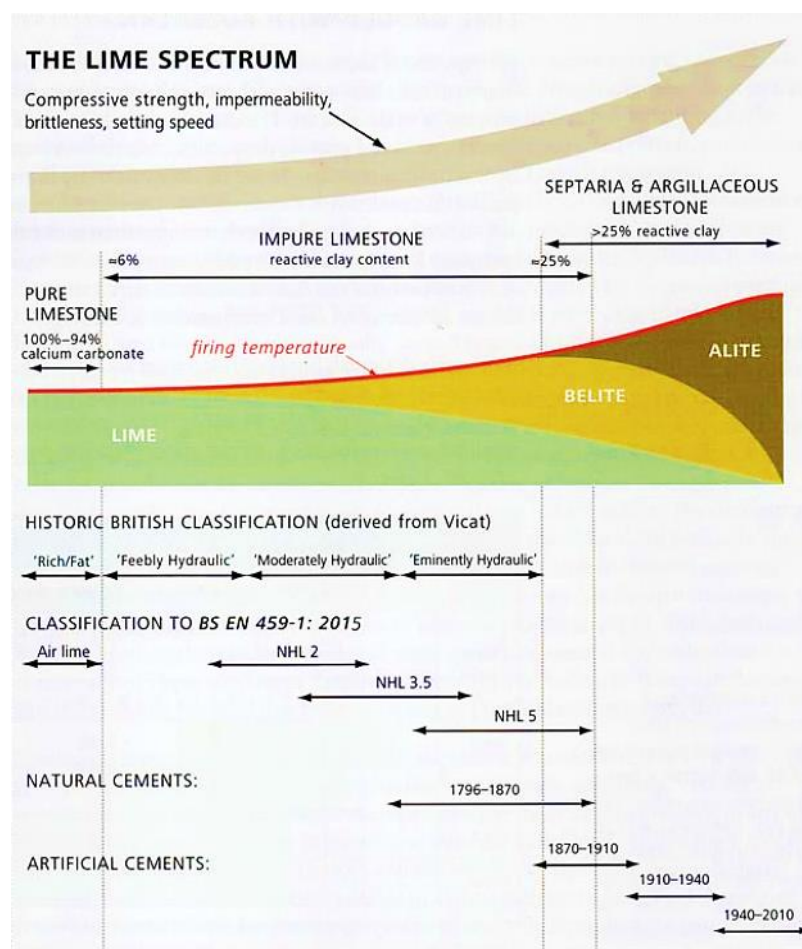 THE LIME SPECTRUM
Compressive strength, impermeability,
brittleness, setting speed
SEPTARIA & ARGILLACEOUS
LIMESTONE
>25% reactive clay
IMPURE LIMESTONE
reactive clay content
≈6%
≈25%
PURE
LIMESTONE
100%–94%
calcium carbonate
firing temperature
ALITE
BELITE
LIME
HISTORIC BRITISH CLASSIFICATION (derived from Vicat)
'Rich/Fat' 'Feebly Hydraulic' 'Moderately Hydraulic' 'Eminently Hydraulic'
CLASSIFICATION TO BS EN 459-1: 2015
Air lime NHL 2
NHL 3.5
NHL 5
NATURAL CEMENTS:
1796–1870
ARTIFICIAL CEMENTS:
1870–1910
1910–1940
1940–2010